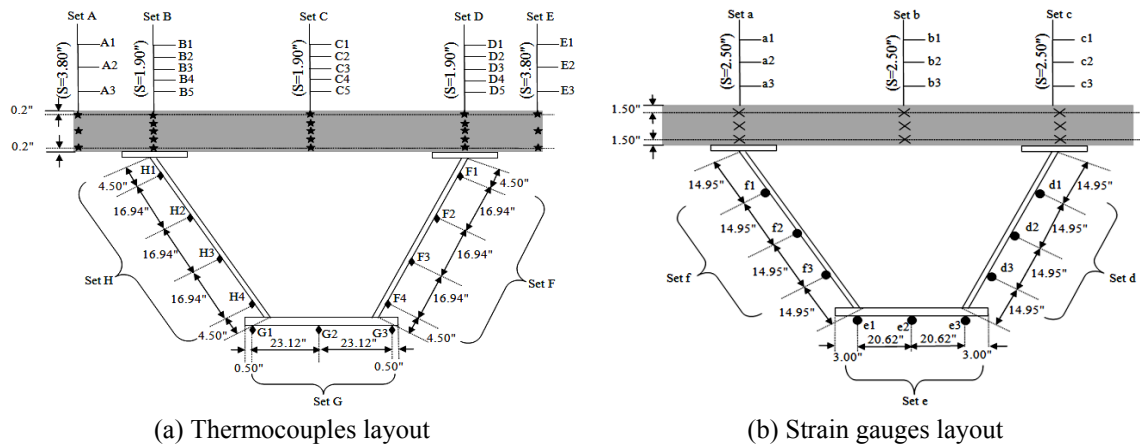 Set A Set B Set C Set D Set E
(S=3.80") (S=1.90") (S=1.90") (S=1.90") (S=3.80")
A1 B1 C1 D1 E1
B2 C2 D2
A2 B3 C3 D3 E2
B4 C4 D4
A3 B5 C5 D5 E3
0.2"
0.2"
4.50" H1 F1 4.50"
16.94" H2 F2 16.94"
16.94" H3 F3 16.94"
Set H Set F
16.94" H4 F4 16.94"
4.50" G1 G2 G3 4.50"
23.12" 23.12"
0.50" 0.50"
Set G
(a) Thermocouples layout
Set a Set b Set c
(S=2.50") (S=2.50") (S=2.50")
a1 b1 c1
a2 b2 c2
a3 b3 c3
1.50"
1.50"
14.95" f1 d1 14.95"
14.95" f2 d2 14.95"
Set f Set d
14.95" f3 d3 14.95"
14.95" e1 e2 e3 14.95"
20.62" 20.62"
3.00" 3.00"
Set e
(b) Strain gauges layout